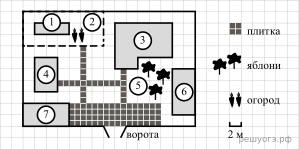 1 2 3
плитка
4 5 6
яблони
7
огород
ворота
2 м
решуогэ.рф